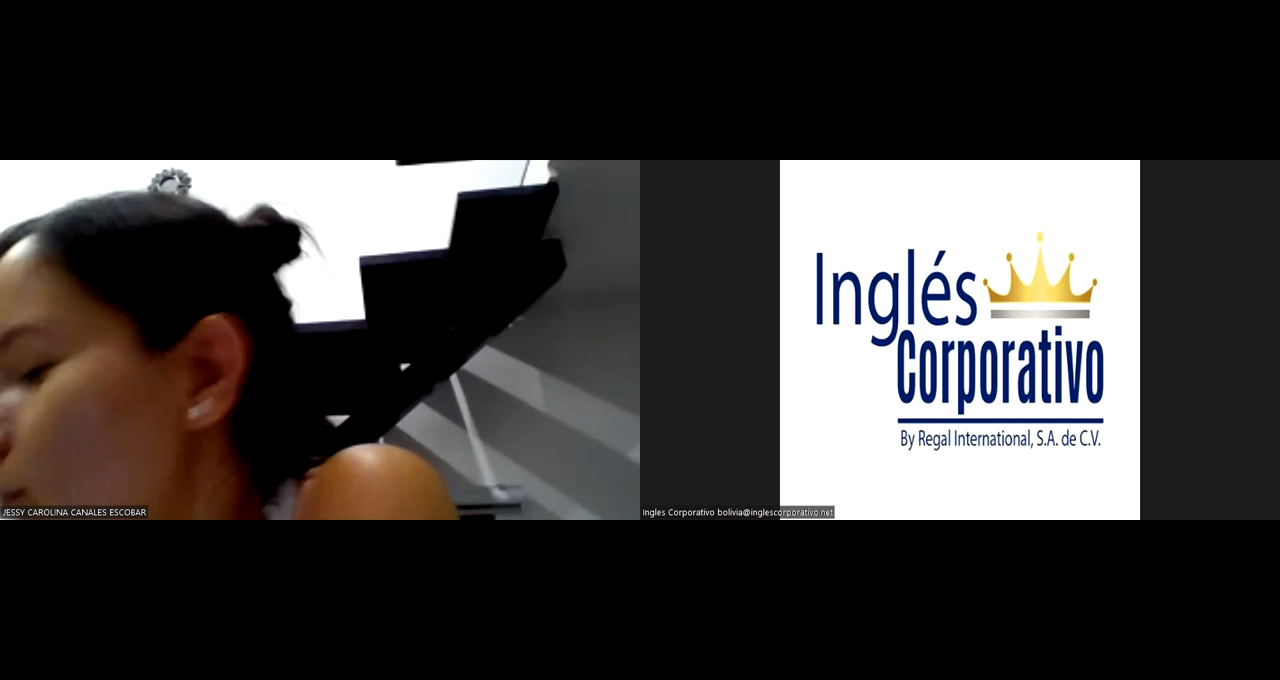 Inglés
Corporativo
By Regal International, S.A. de C.V.
JESSY CAROLINA CANALES ESCOBAR
Ingles Corporativo bolivia@inglescorporativo.net